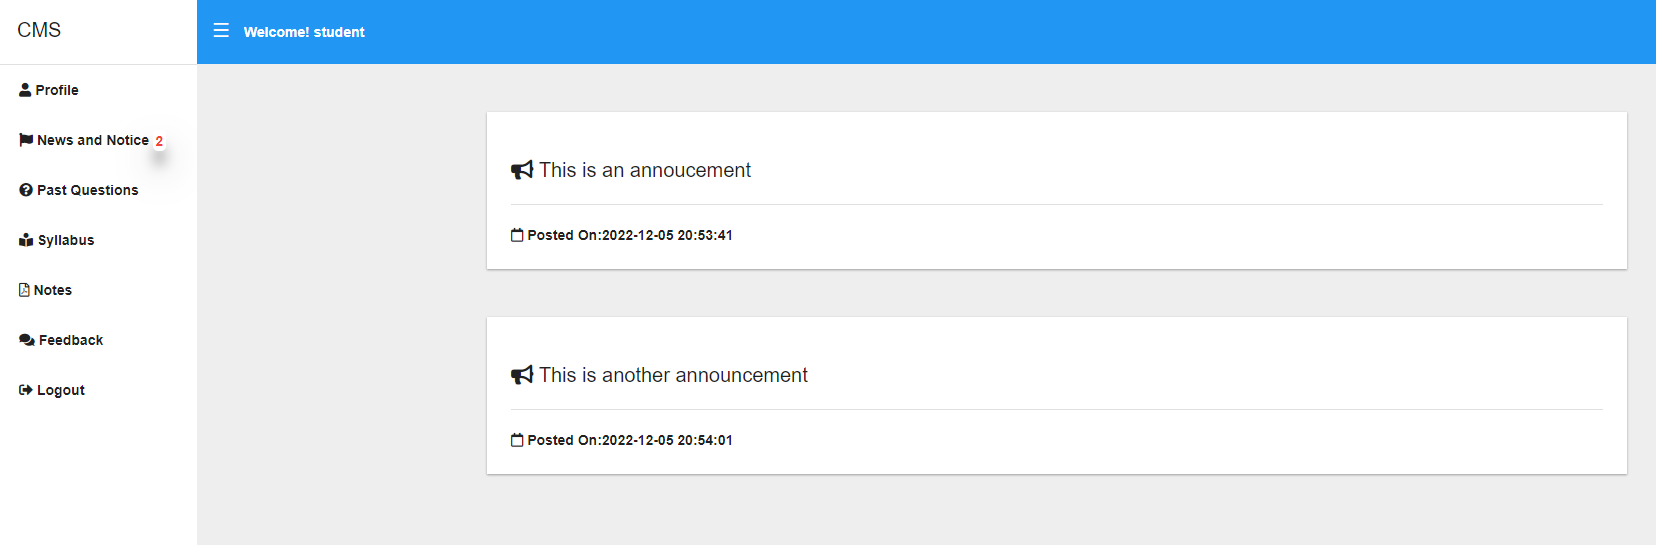 CMS
Welcome! student
Profile
News and Notice 2
Past Questions
Syllabus
Notes
Feedback
Logout
This is an annoucement
Posted On:2022-12-05 20:53:41
This is another announcement
Posted On:2022-12-05 20:54:01